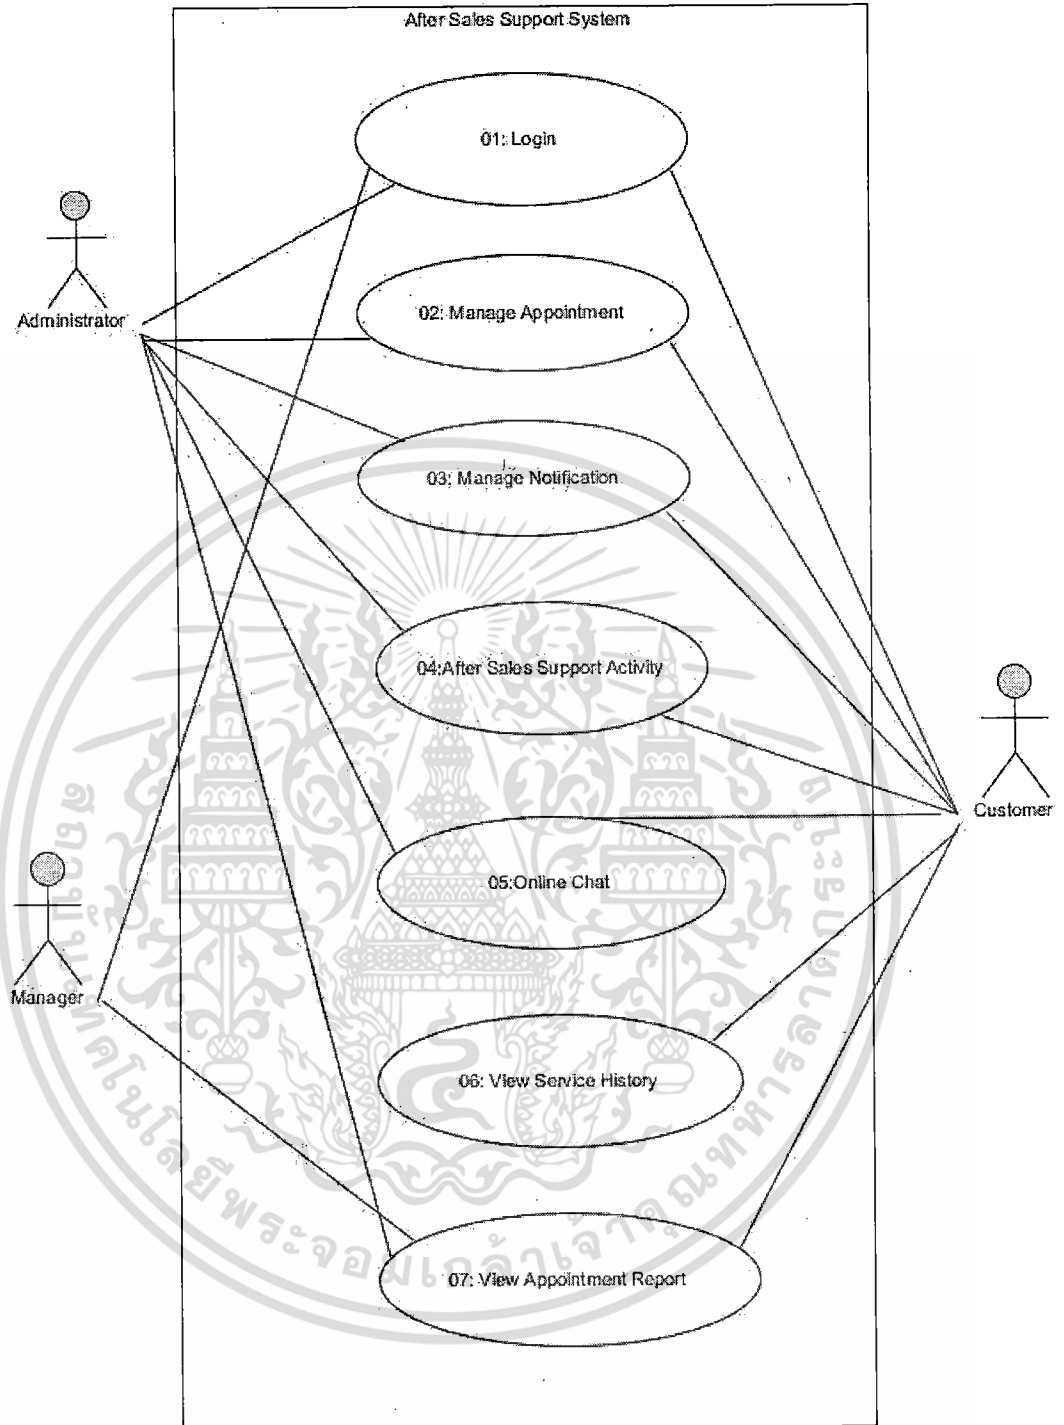 After Sales Support System
01: Login
Administrator
02: Manage Appointment
03: Manage Notification
04:After Sales Support Activity
Customer
05:Online Chat
Manager
06: View Service History
07: View Appointment Report